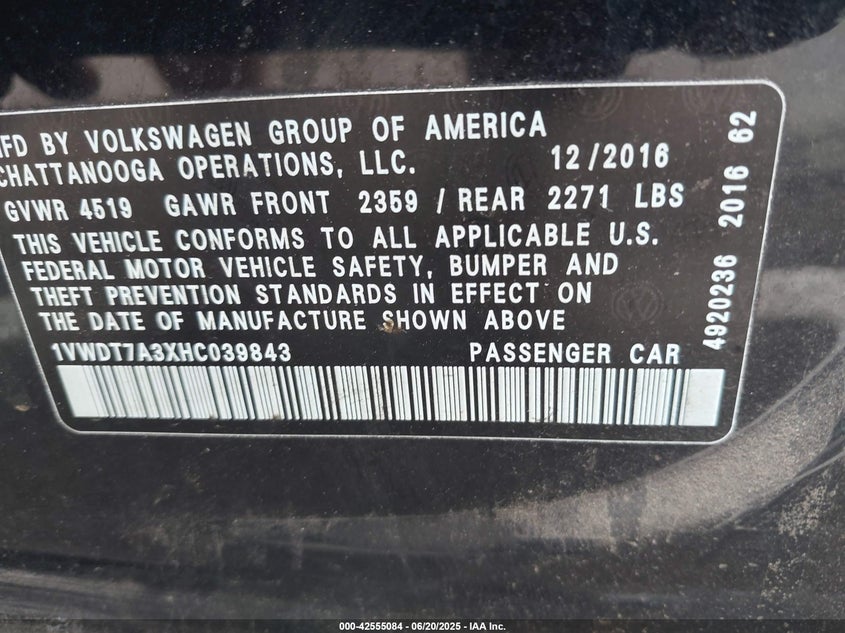 MFD BY VOLKSWAGEN GROUP OF AMERICA
CHATTANOOGA OPERATIONS, LLC. 12/2016
GVWR 4519 GAWR FRONT 2359 / REAR 2271 LBS
THIS VEHICLE CONFORMS TO ALL APPLICABLE U.S.
FEDERAL MOTOR VEHICLE SAFETY, BUMPER AND
THEFT PREVENTION STANDARDS IN EFFECT ON
THE DATE OF MANUFACTURE SHOWN ABOVE
1VWDT7A3XHC039843 PASSENGER CAR
4920236 2016 62
000-42555084 - 06/20/2025 - IAA Inc.